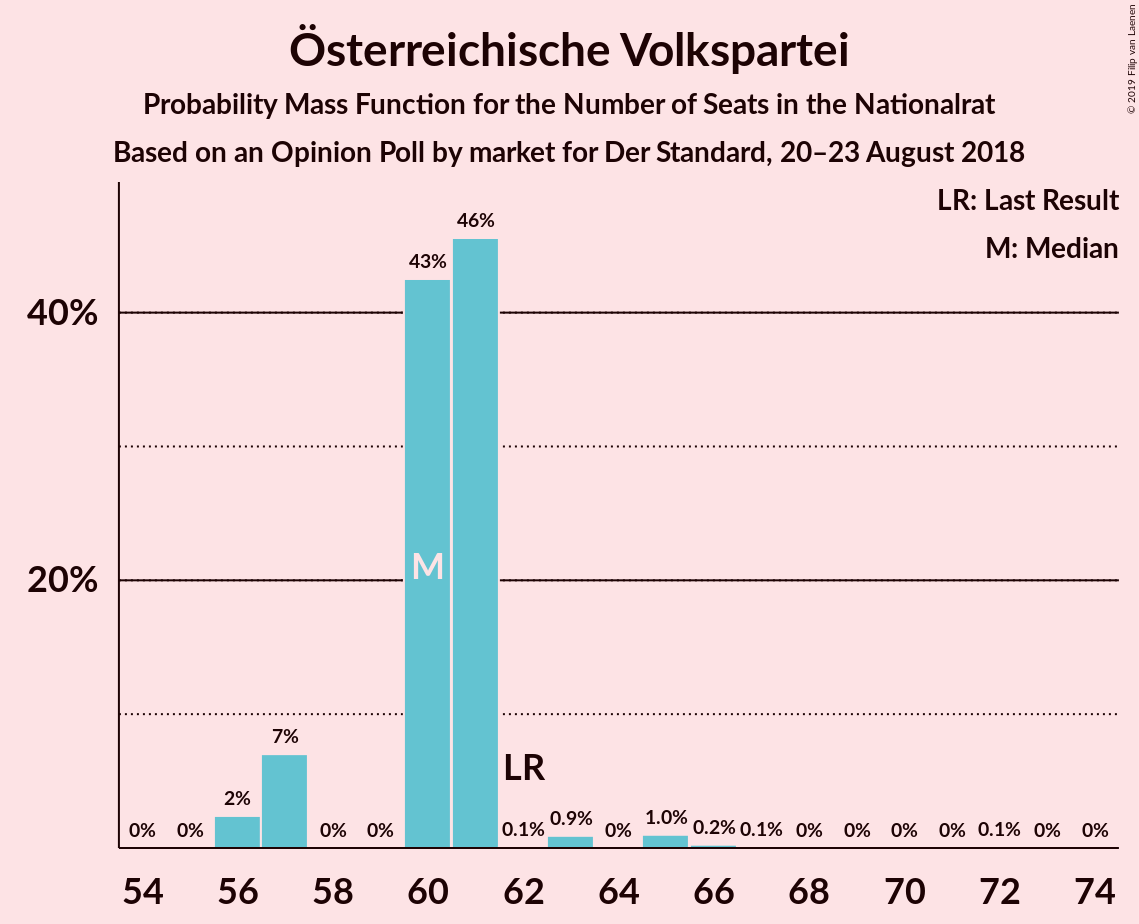 Österreichische Volkspartei
Probability Mass Function for the Number of Seats in the Nationalrat
Based on an Opinion Poll by market for Der Standard, 20–23 August 2018
© 2019 Filip van Laenen
LR: Last Result
M: Median
46%
43%
40%
M
20%
7%
LR
2%
0% 0% 0% 0% 0.1% 0.9% 0% 1.0% 0.2% 0.1% 0% 0% 0% 0% 0.1% 0% 0%
54 56 58 60 62 64 66 68 70 72 74